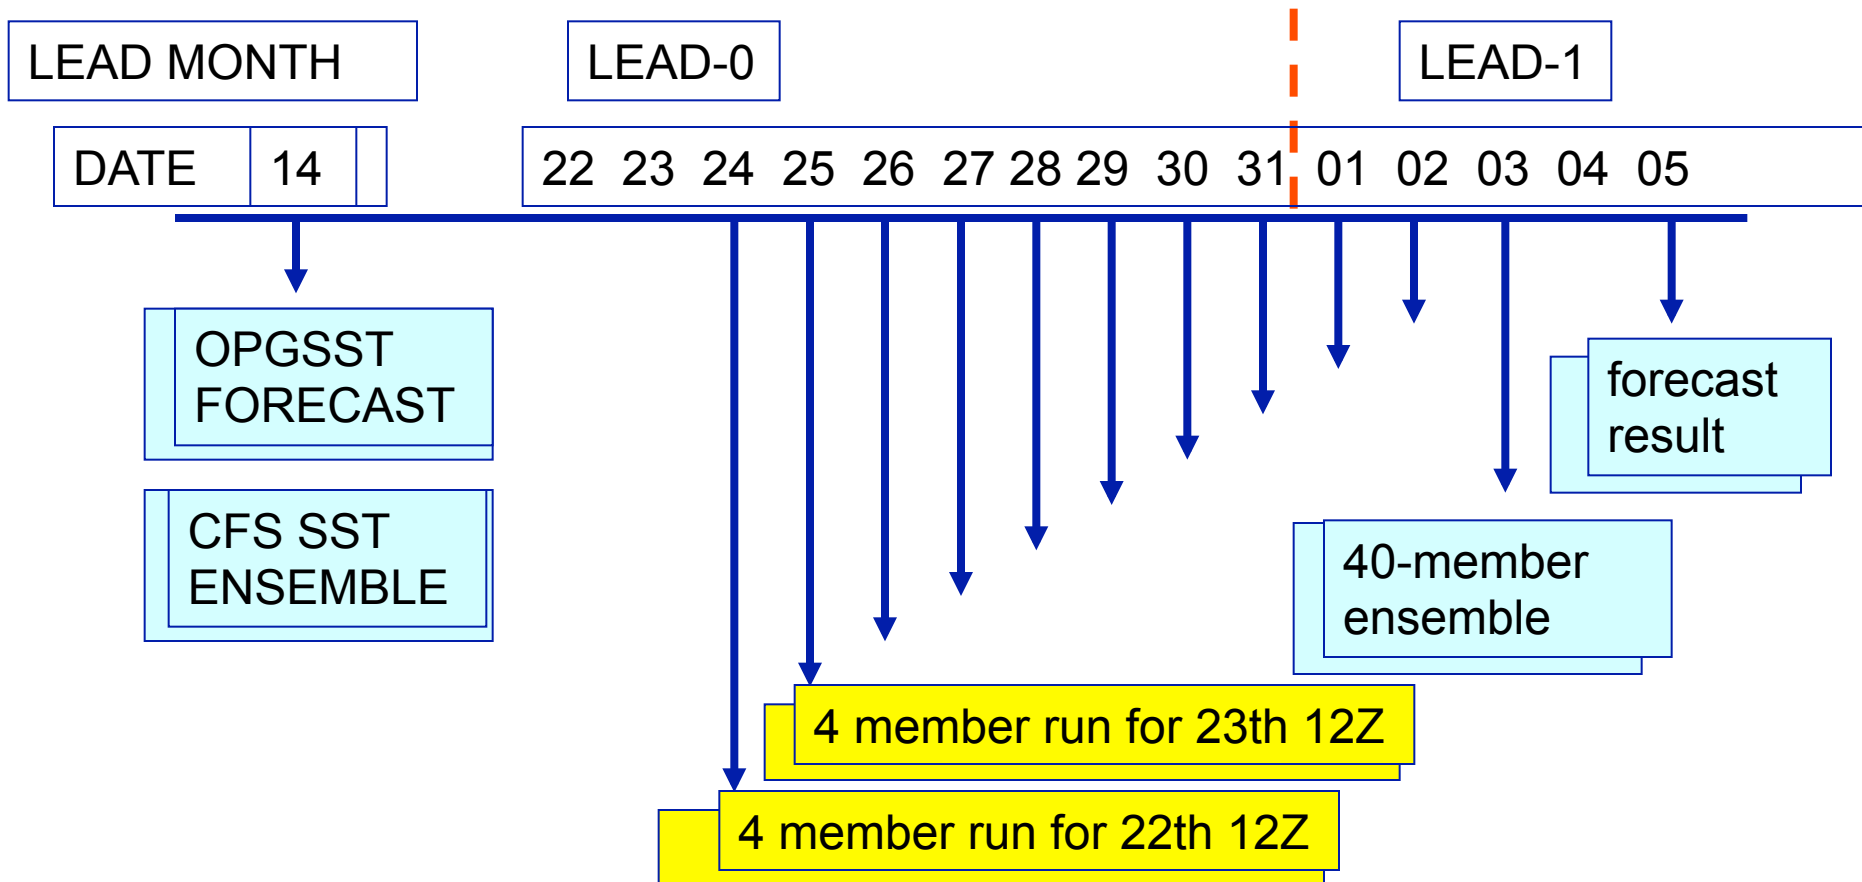 LEAD MONTH LEAD-0 LEAD-1
DATE 14 22 23 24 25 26 27 28 29 30 31 01 02 03 04 05
OPGSST
FORECAST
CFS SST
ENSEMBLE
forecast
result
40-member
ensemble
4 member run for 23th 12Z
4 member run for 22th 12Z